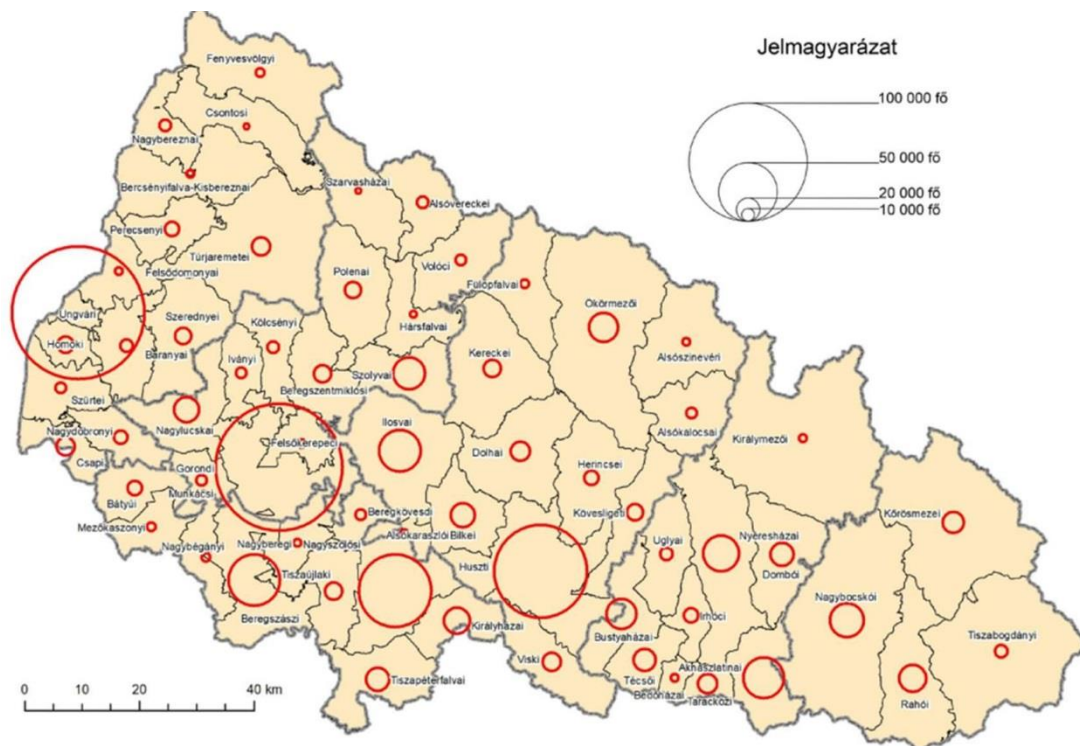 Jelmagyarázat
100 000 fő
50 000 fő
20 000 fő
10 000 fő
Fenyvesvölgyi
Csontosi
Nagybereznai
Bercsényifalva-Kisbereznai
Szarvasházai
Alsóvereckei
Perecsenyi
Túrjaremetei
Felsődomonyai
Polenai
Volóci
Fülöpfalvai
Ökörmezői
Ungvári
Szerednyei
Kölcsényi
Hársfalvai
Homoki
Baranyai
Iványi
Kereckei
Alsószinevéri
Szürtei
Beregszentmiklósi
Szolyvai
Nagydobronyi
Nagylucskai
Ilosvai
Alsókalocsai
Királymezői
Csapi
Felsőkerepeci
Dolhai
Herincsei
Gorondi
Munkácsi
Bátyúi
Beregkövesdi
Kövesligeti
Kőrösmezei
Mezőkaszonyi
Alsókaraszlói
Bilkei
Nagybégányi
Nagyberegi
Nagyszőlősi
Huszti
Uglyai
Nyéresházai
Dombói
Tiszaújlaki
Nagybocskói
Beregszászi
Királyházai
Bustyaházai
Irhóci
Tiszabogdányi
Viski
Técsői
Akhaszlatinai
Tiszapéterfalvai
Bedőházai
Taracközi
Rahói
0 10 20 40 km